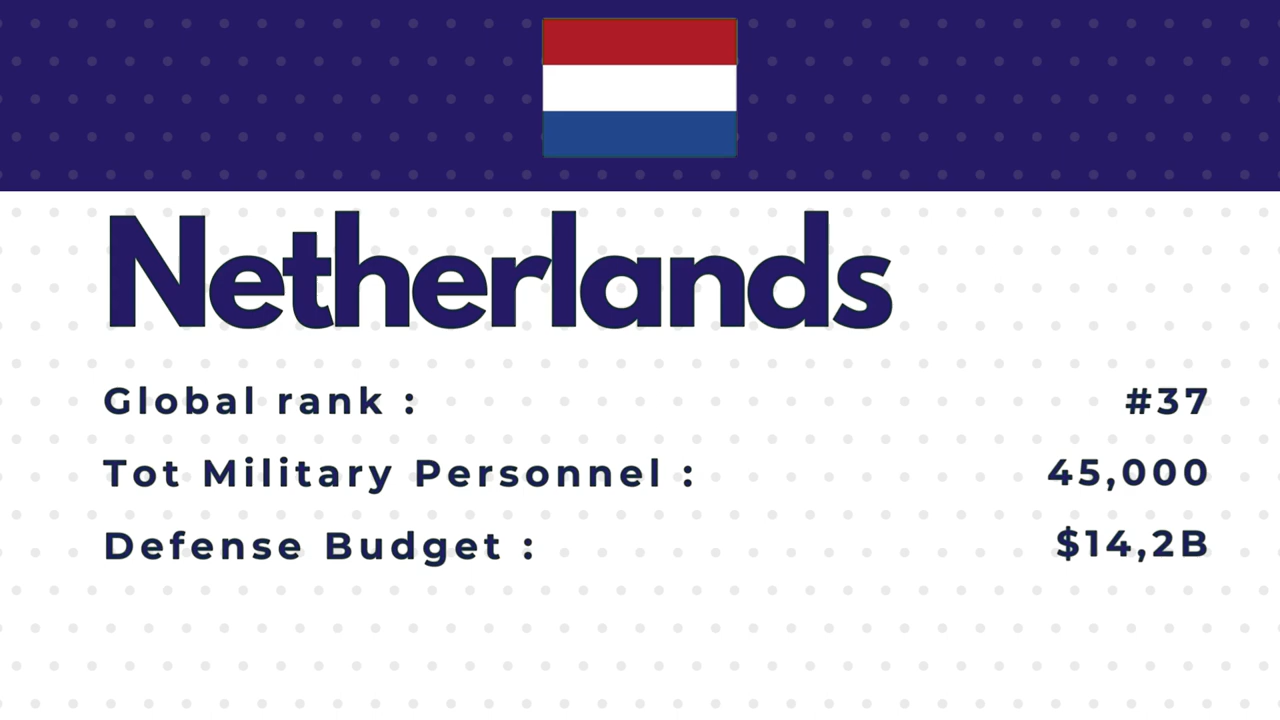 Netherlands
Global rank : #37
Tot Military Personnel : 45,000
Defense Budget : $14,2B